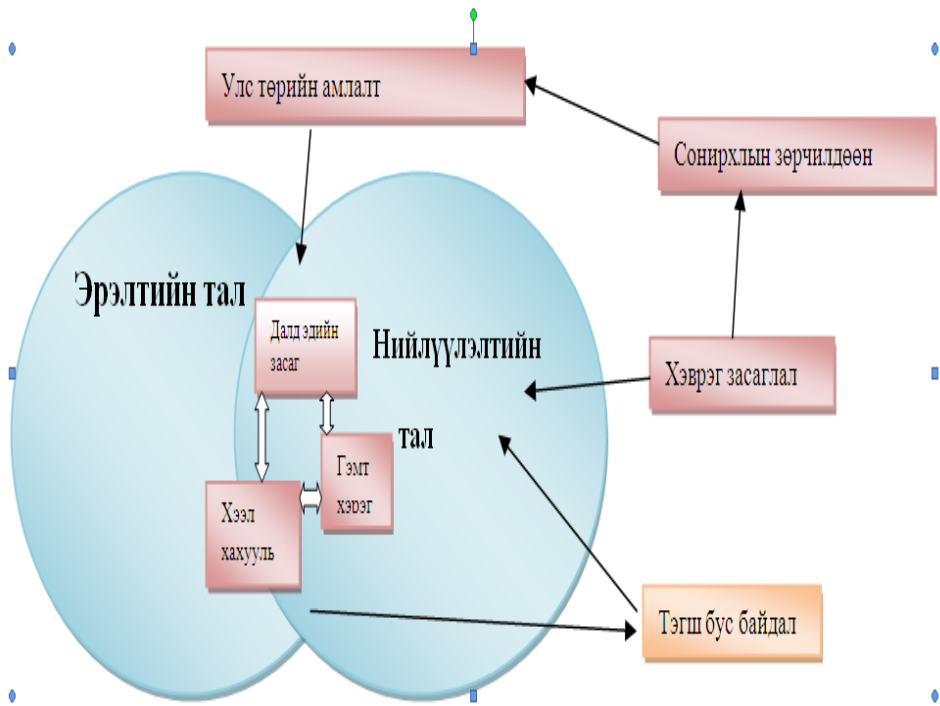 Улс төрийн амлалт
Сонирхлын зөрчилдөөн
Эрэлтийн тал
Далд эдийн
засаг
Нийлүүлэлтийн
тал
Хэврэг засаглал
Гэмт
хэрэг
Хээл
хахууль
Тэгш бус байдал